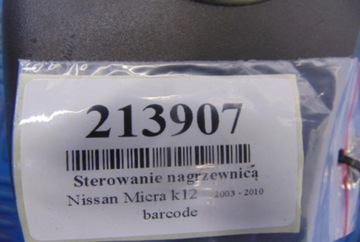 213907
Sterowanie nagrzewnicą
Nissan Micra k12 2003 - 2010
barcode